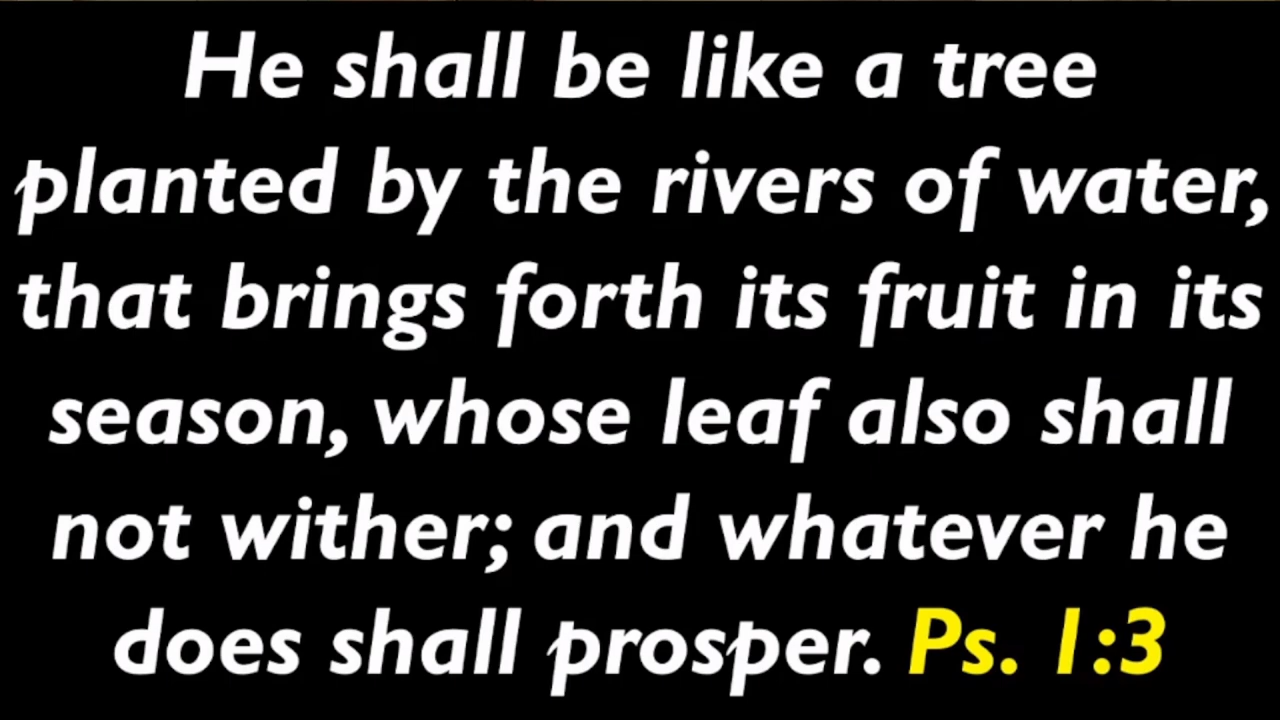 He shall be like a tree
planted by the rivers of water,
that brings forth its fruit in its
season, whose leaf also shall
not wither; and whatever he
does shall prosper. Ps. 1:3